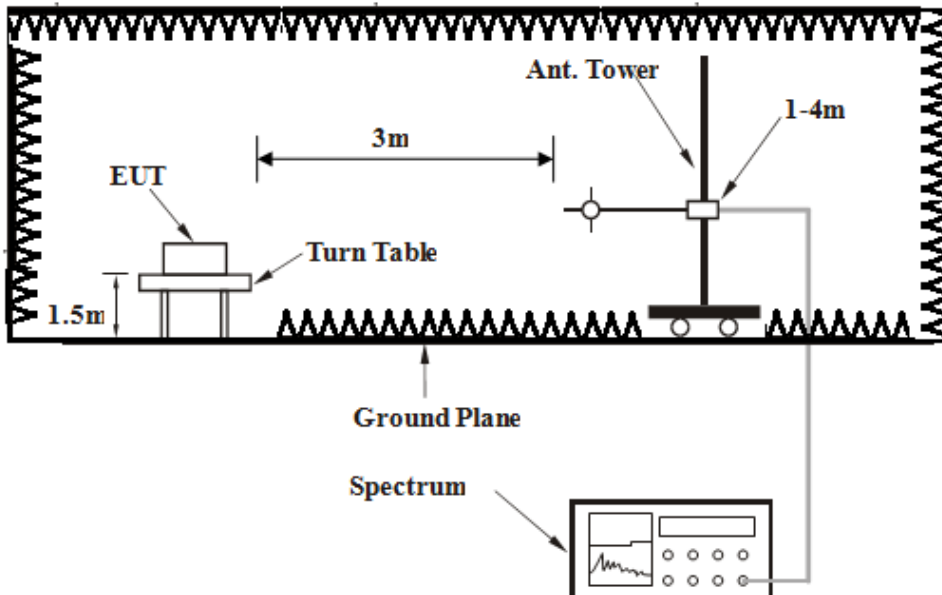 Ant. Tower
1-4m
3m
EUT
Turn Table
1.5m
Ground Plane
Spectrum